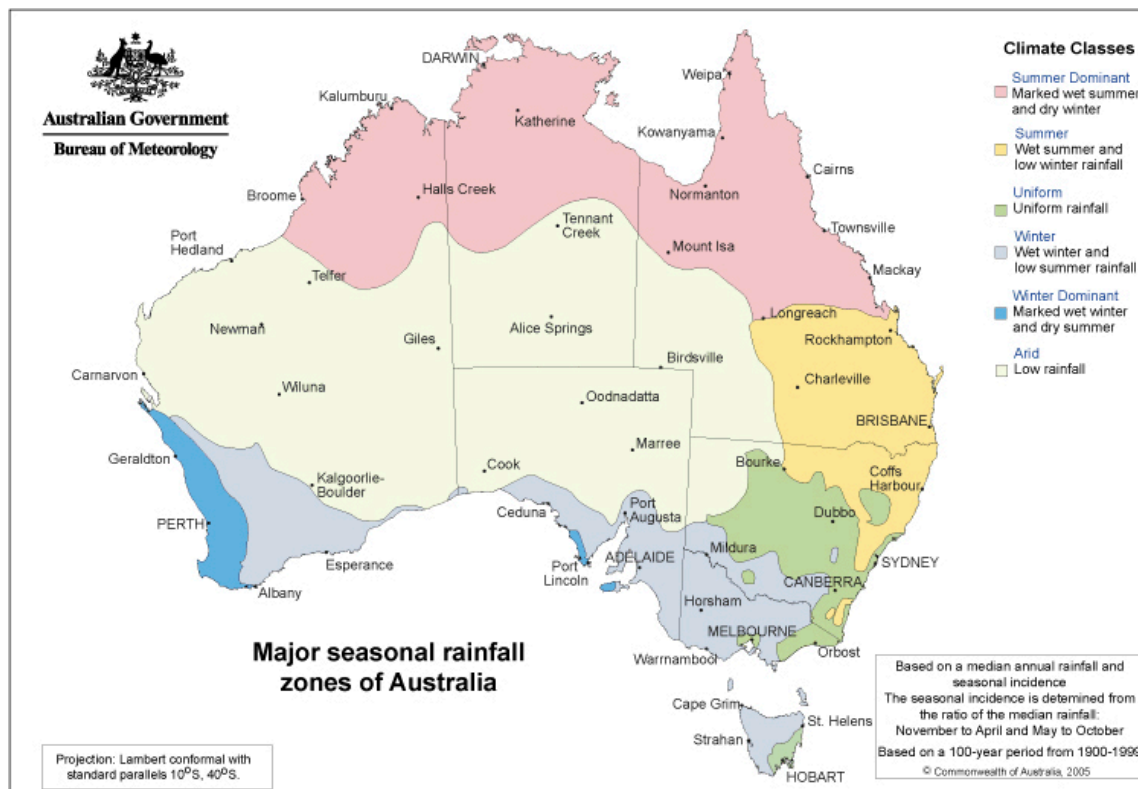 Australian Government
Bureau of Meteorology
DARWIN
Weipa
Kalumburu
Katherine
Kowanyama
Broome
Halls Creek
Normanton
Cairns
Port
Hedland
Tennant
Creek
Townsville
Mount Isa
Telfer
Mackay
Newman
Alice Springs
Longreach
Giles
Rockhampton
Carnarvon
Birdsville
Wiluna
Charleville
Oodnadatta
BRISBANE
Geraldton
Marree
Cook
Bourke
Coffs
Harbour
Kalgoorlie-
Boulder
Ceduna
Port
Augusta
Dubbo
PERTH
Esperance
Port
Lincoln
ADELAIDE
Mildura
SYDNEY
Albany
CANBERRA
Horsham
MELBOURNE
Warrnambool
Orbost
Cape Grim
St. Helens
Strahan
HOBART
Climate Classes
Summer Dominant
Marked wet summer
and dry winter
Summer
Wet summer and
low winter rainfall
Uniform
Uniform rainfall
Winter
Wet winter and
low summer rainfall
Winter Dominant
Marked wet winter
and dry summer
Arid
Low rainfall
Major seasonal rainfall
zones of Australia
Projection: Lambert conformal with
standard parallels 10°S, 40°S.
Based on a median annual rainfall and
seasonal incidence
The seasonal incidence is detemined from
the ratio of the median rainfall:
November to April and May to October
Based on a 100-year period from 1900-1999
© Commonwealth of Australia, 2005